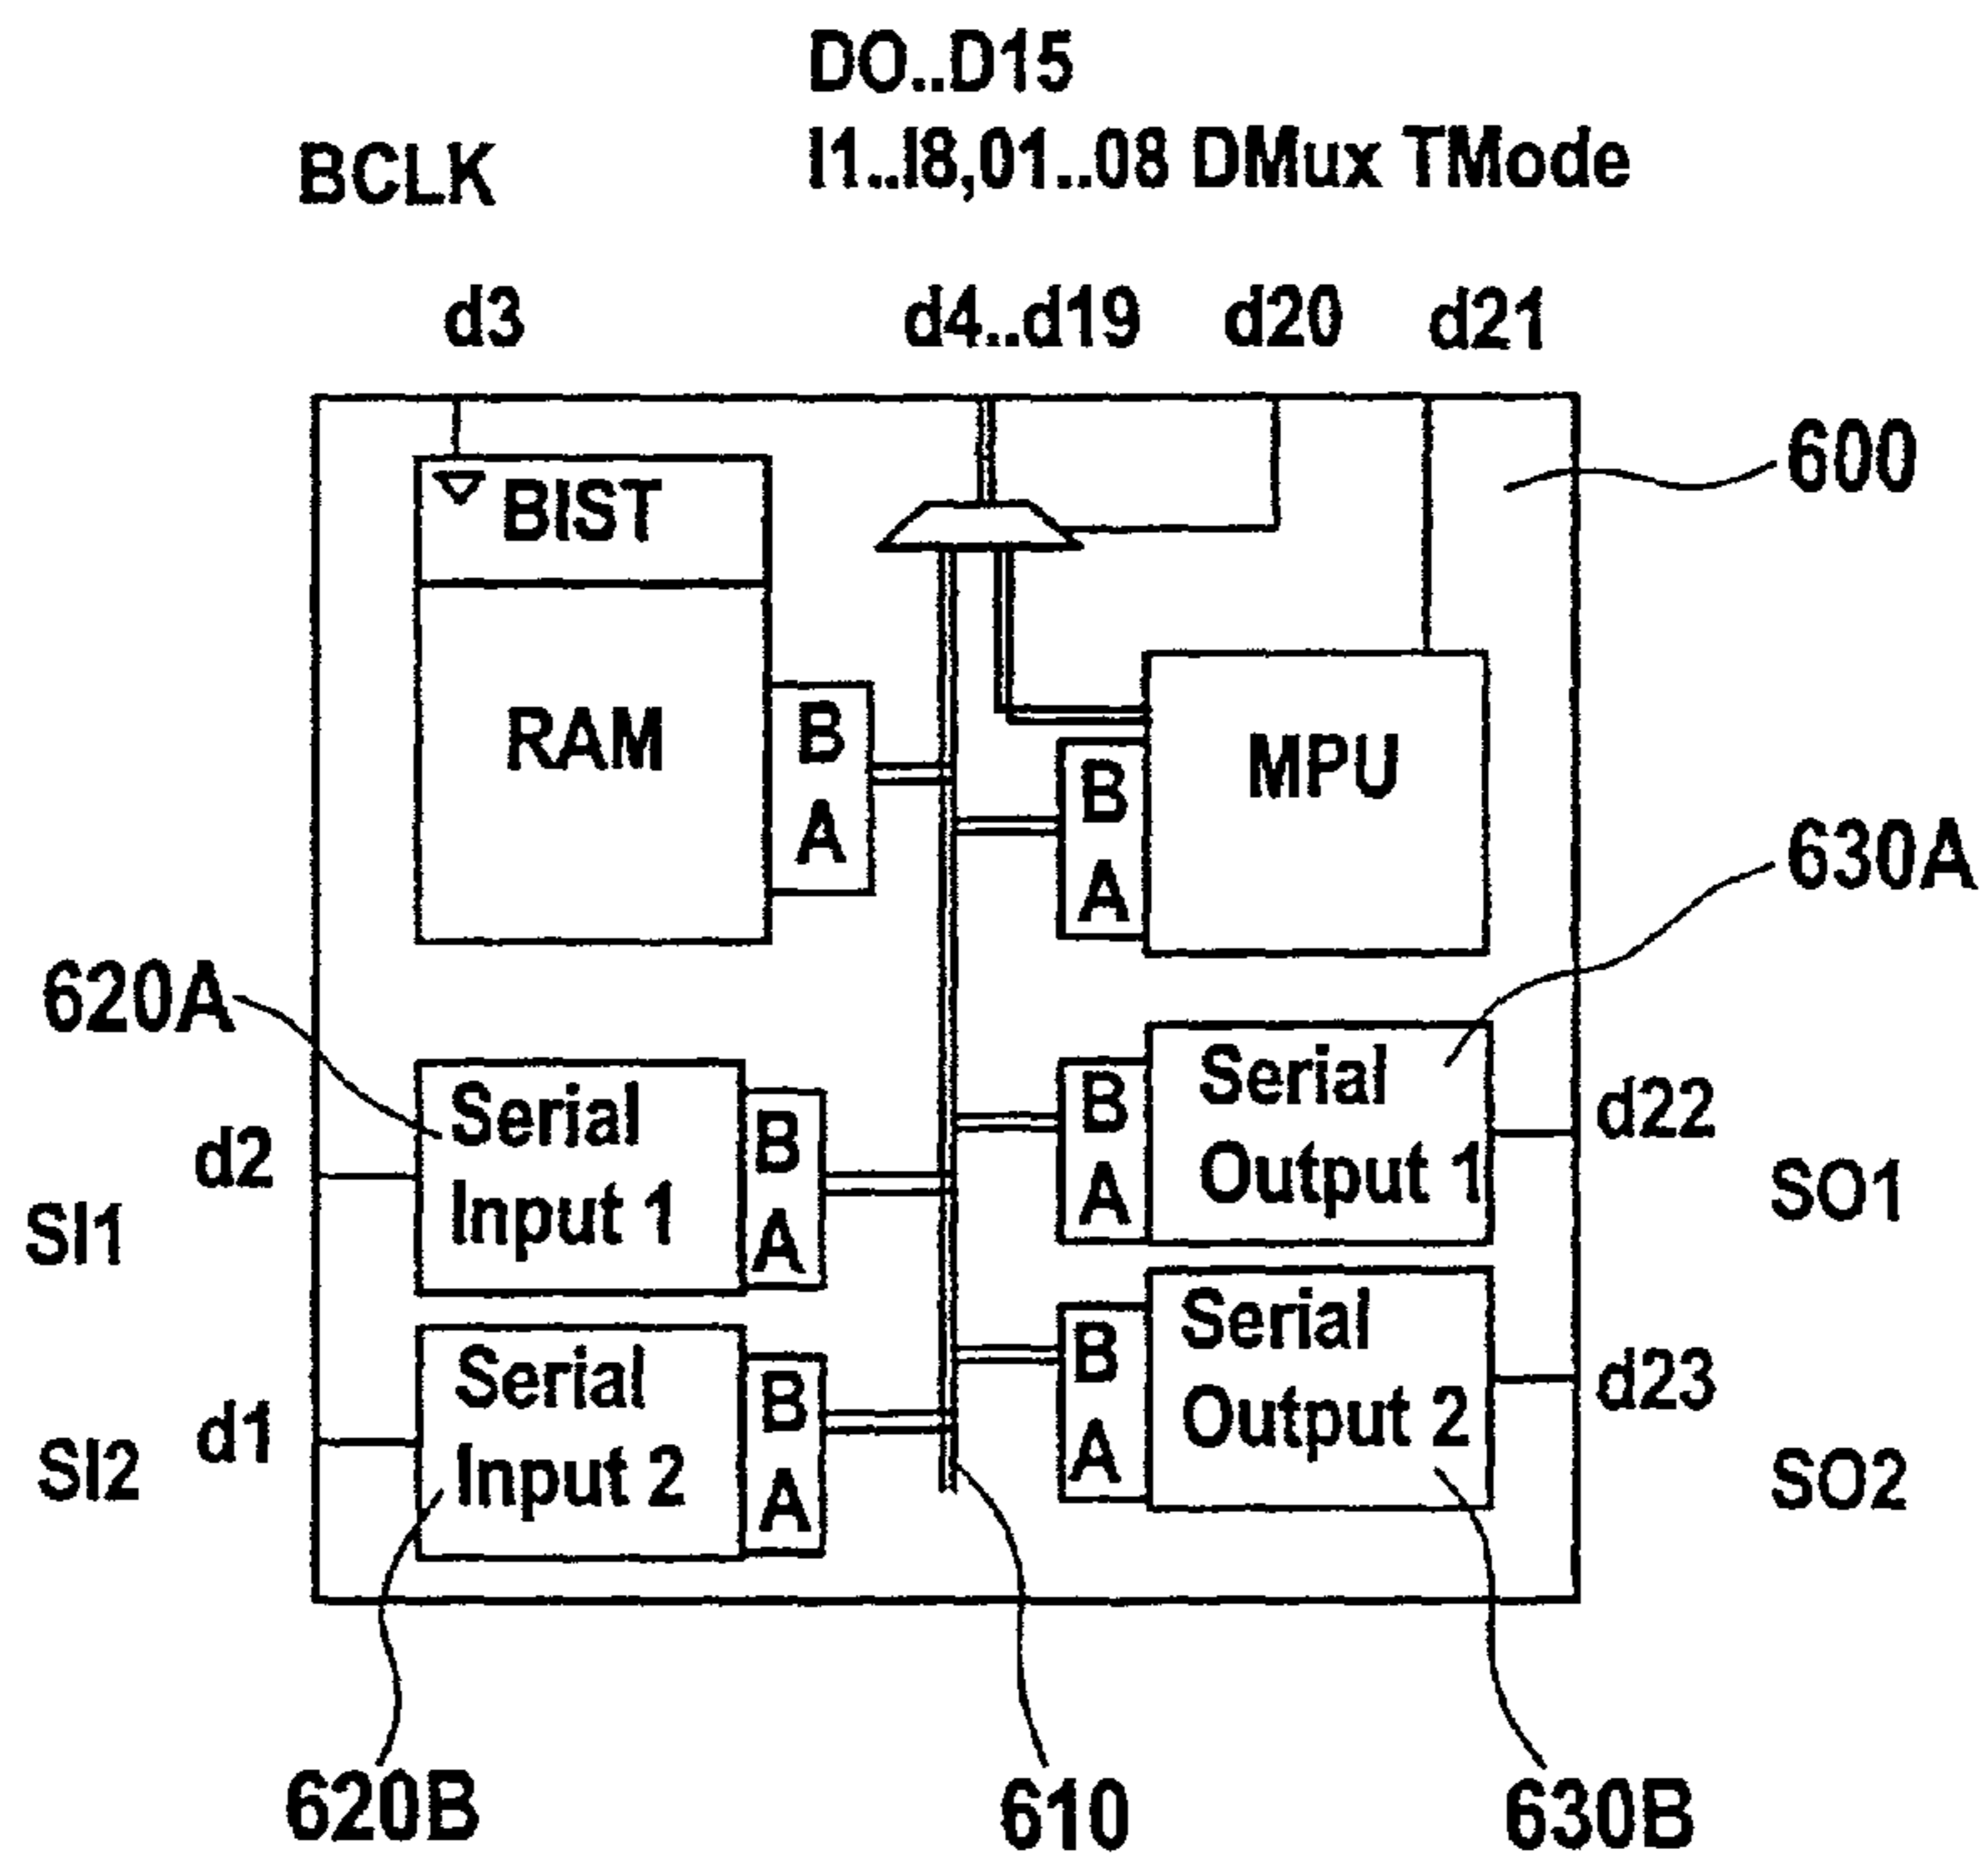 DO..D15
BCLK
I1..I8,01..08 DMux TMode
d3
d4..d19
d20
d21
600
BIST
RAM
B
A
MPU
B
A
630A
620A
Serial
Input 1
B
A
B
A
Serial
Output 1
d2
SI1
d22
SO1
Serial
Input 2
B
A
B
A
Serial
Output 2
d1
SI2
d23
SO2
620B
610
630B